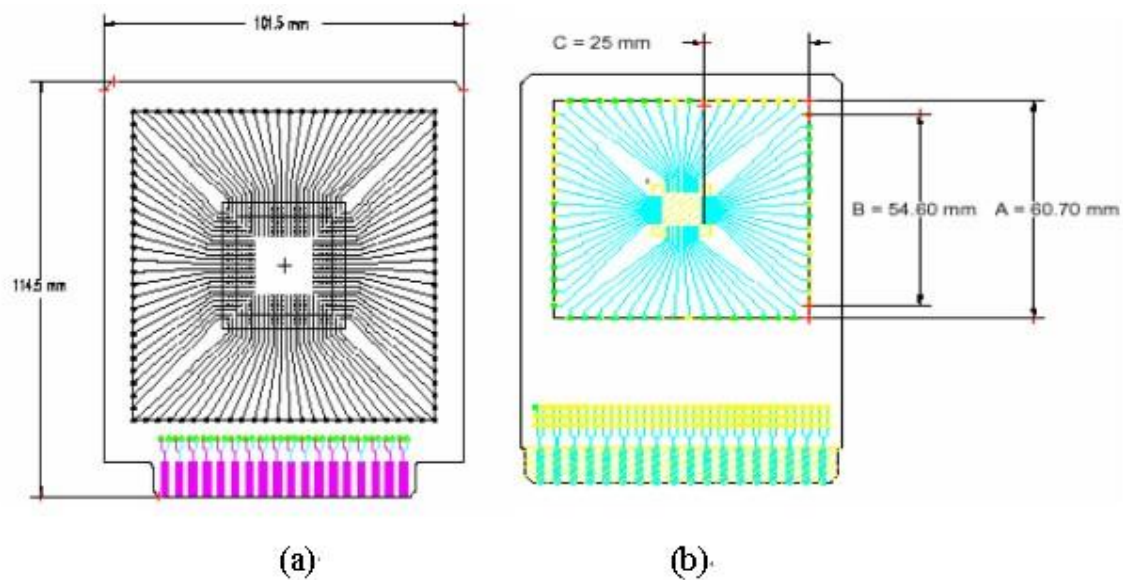 101.5 mm
114.5 mm
C = 25 mm
B = 54.60 mm
A = 60.70 mm
(a)
(b)